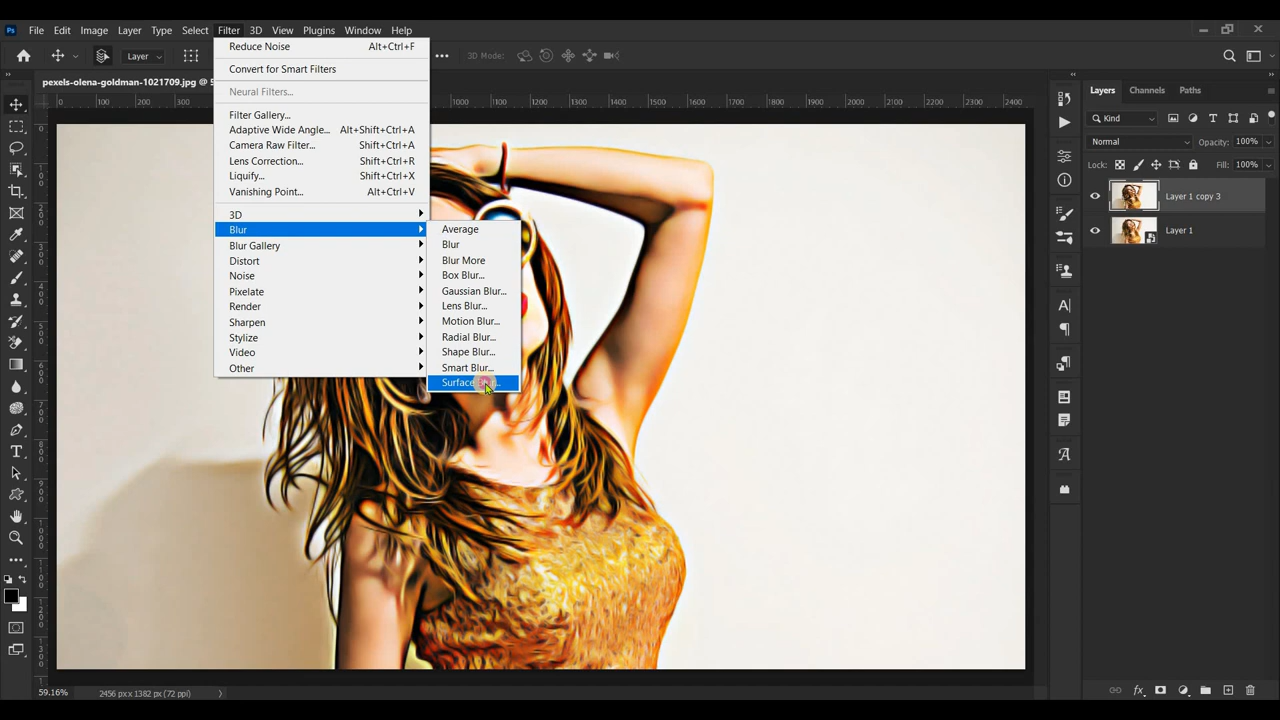 Ps File Edit Image Layer Type Select Filter 3D View Plugins Window Help
Layer
3D Mode:
pexels-olena-goldman-1021709.jpg @ 5
0 100 200 300 1000 1100 1200 1300 1400 1500 1600 1700 1800 1900 2000 2100 2200 2300 2400
Reduce Noise Alt+Ctrl+F
Convert for Smart Filters
Neural Filters...
Filter Gallery...
Adaptive Wide Angle... Alt+Shift+Ctrl+A
Camera Raw Filter... Shift+Ctrl+A
Lens Correction... Shift+Ctrl+R
Liquify... Shift+Ctrl+X
Vanishing Point... Alt+Ctrl+V
3D
Blur
Blur Gallery
Distort
Noise
Pixelate
Render
Sharpen
Stylize
Video
Other
Average
Blur
Blur More
Box Blur...
Gaussian Blur...
Lens Blur...
Motion Blur...
Radial Blur...
Shape Blur...
Smart Blur...
Surface Blur...
Layers Channels Paths
Kind
Normal Opacity: 100%
Lock: Fill: 100%
Layer 1 copy 3
Layer 1
59.16% 2456 px x 1382 px (72 ppi)